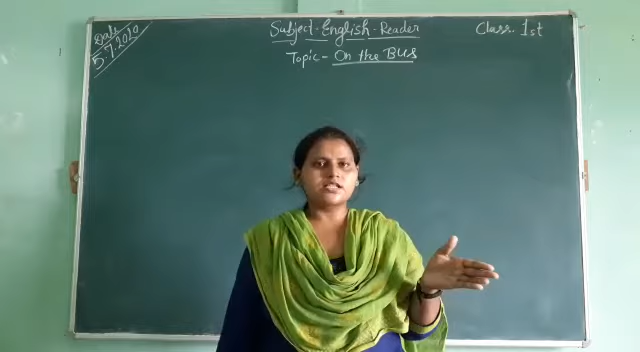 Date
5.7.2020
Subject-English-Reader
Class. 1st
Topic- On the BUS